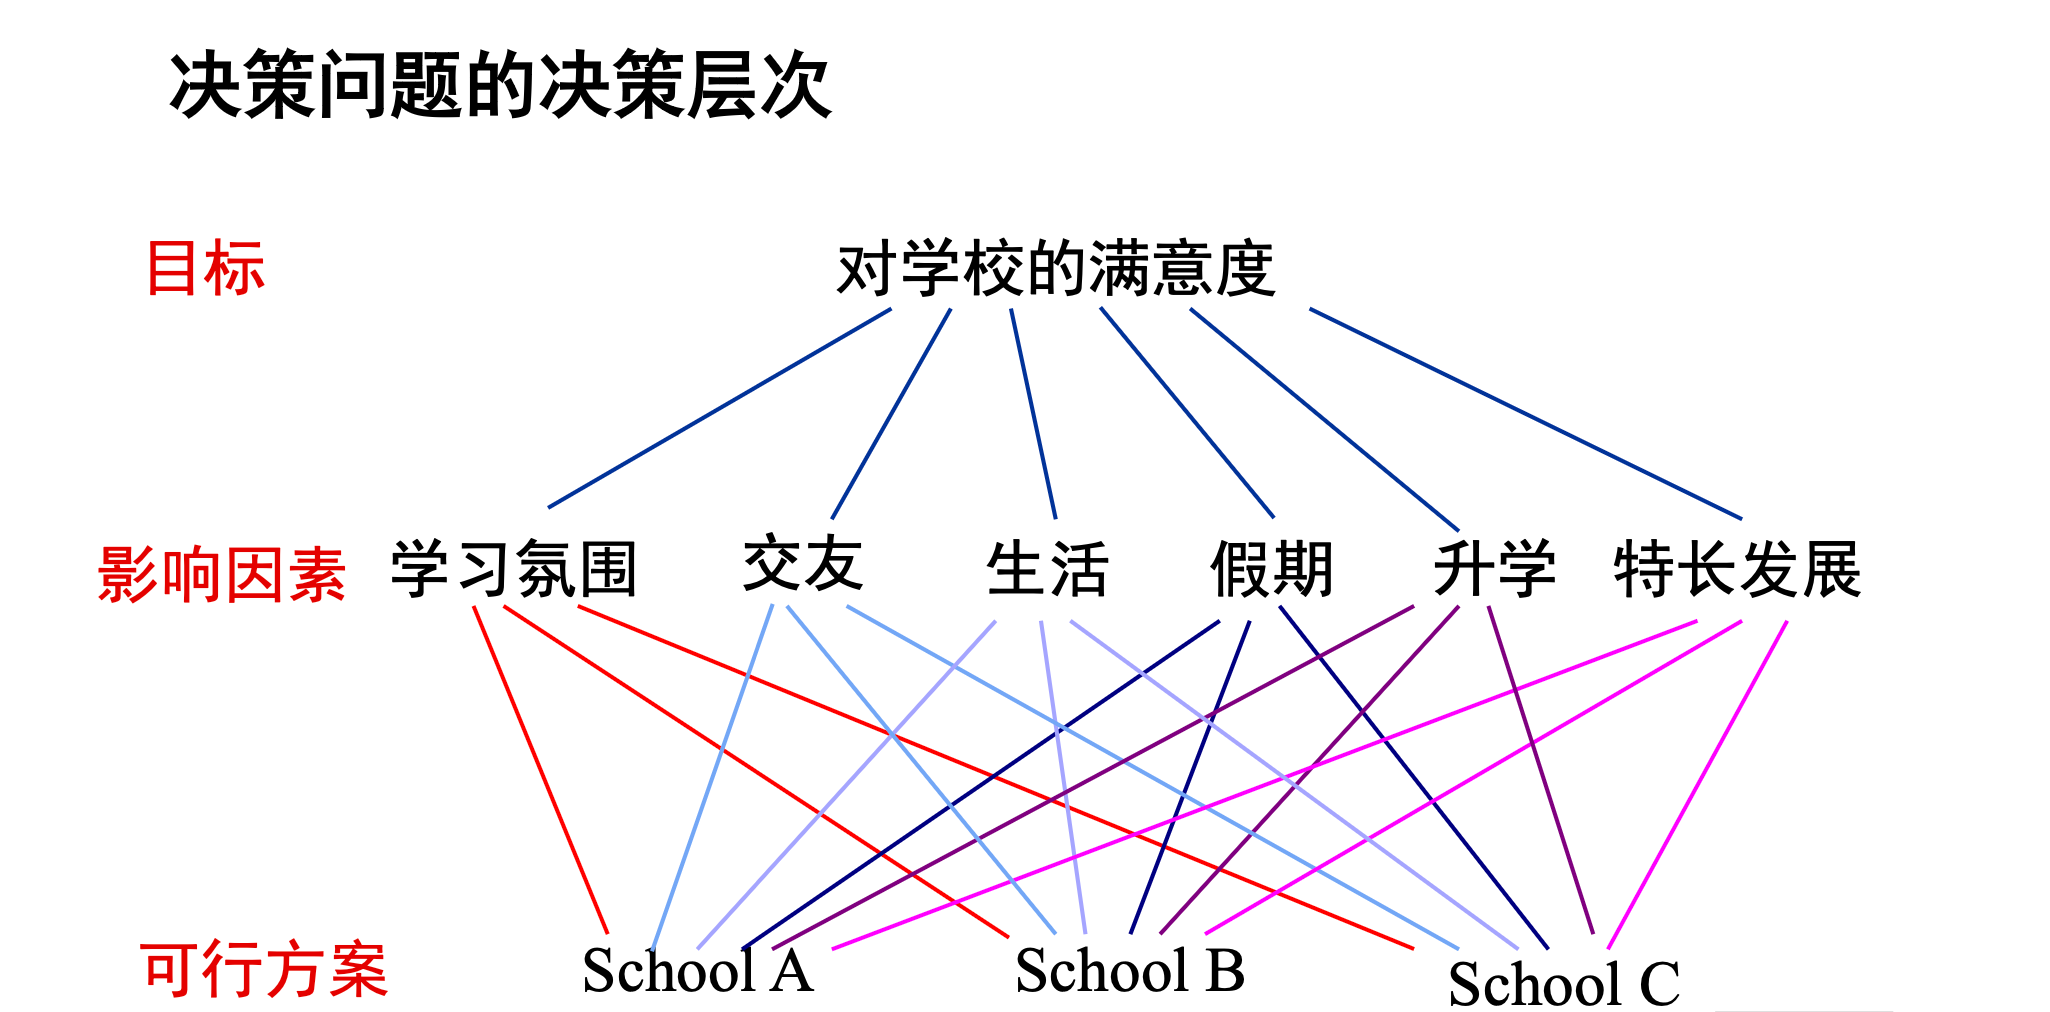 决策问题的决策层次
目标
对学校的满意度
影响因素
学习氛围
交友
生活
假期
升学
特长发展
可行方案
School A
School B
School C